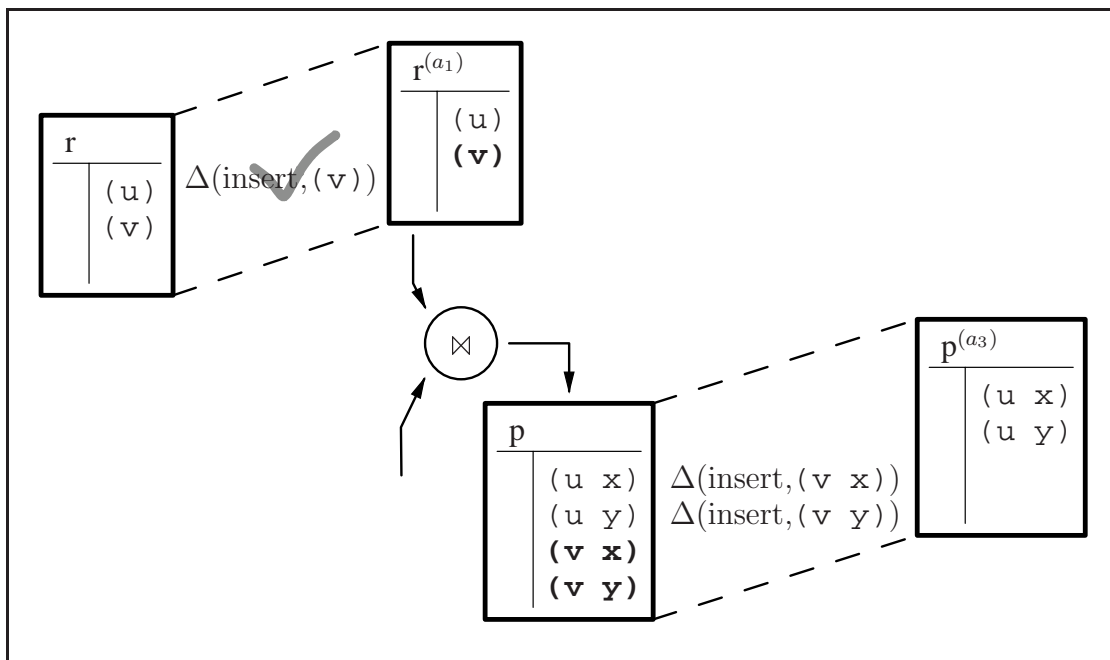 r
(u)
(v)
Δ(insert,(v))
r^(a₁)
(u)
(v)
⋈
p
(u x)
(u y)
(v x)
(v y)
Δ(insert,(v x))
Δ(insert,(v y))
p^(a₃)
(u x)
(u y)